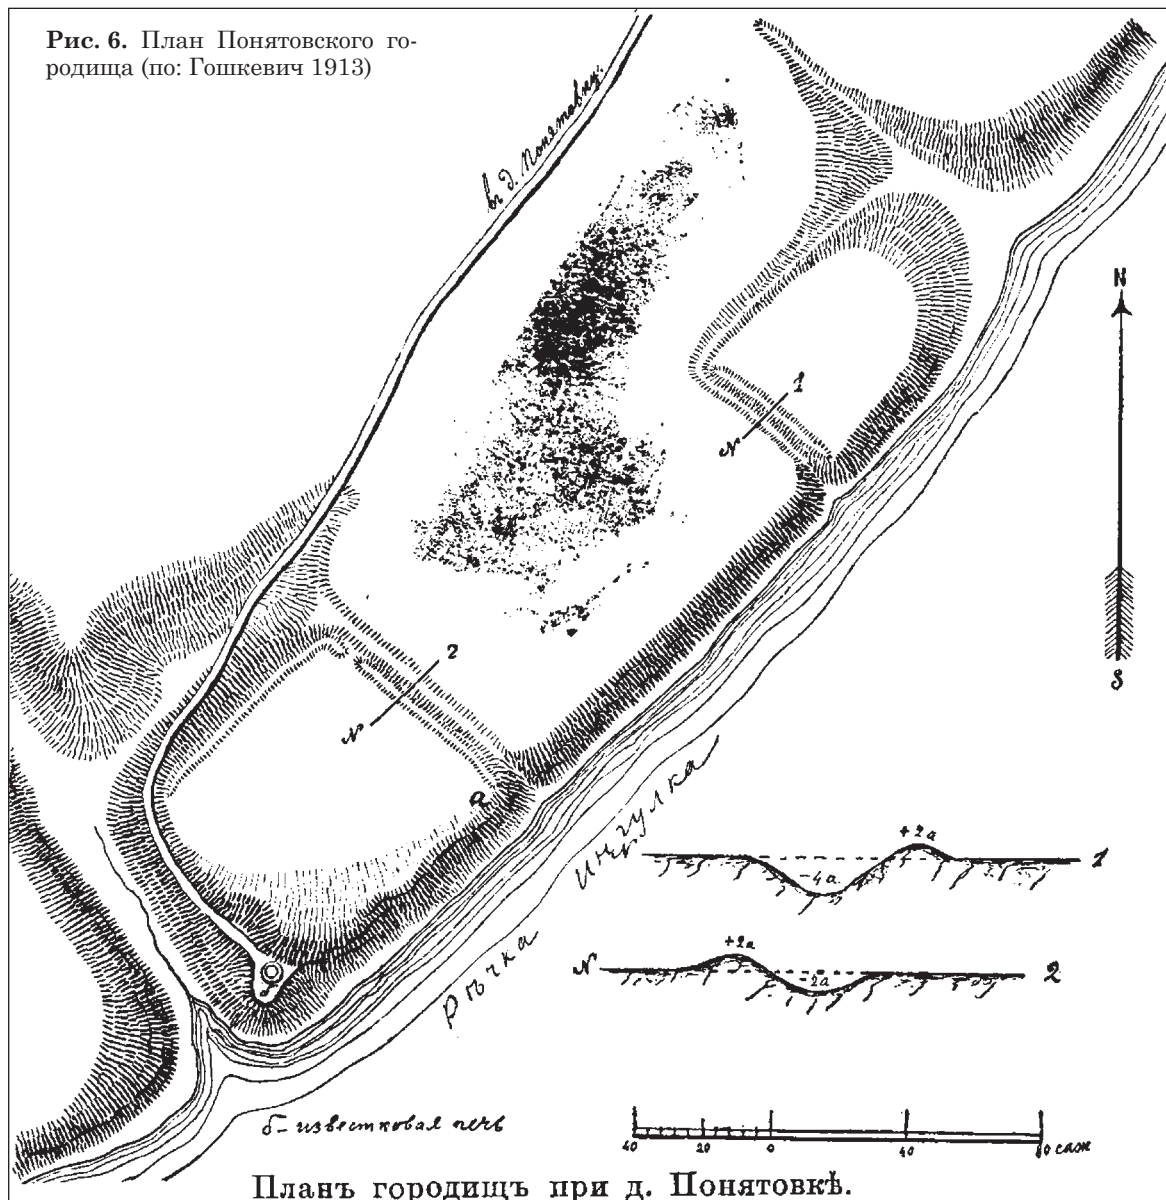 Рис. 6. План Понятовского го-
родища (по: Гошкевич 1913)
въ д. Понятовку.
N
S
1
N
2
N
а
б
Рѣчка Ингулка
+2а
-4а
1
N
+2а
-2а
2
б- известковая печь
40 20 0 40 80 саж
Планъ городищъ при д. Понятовкѣ.